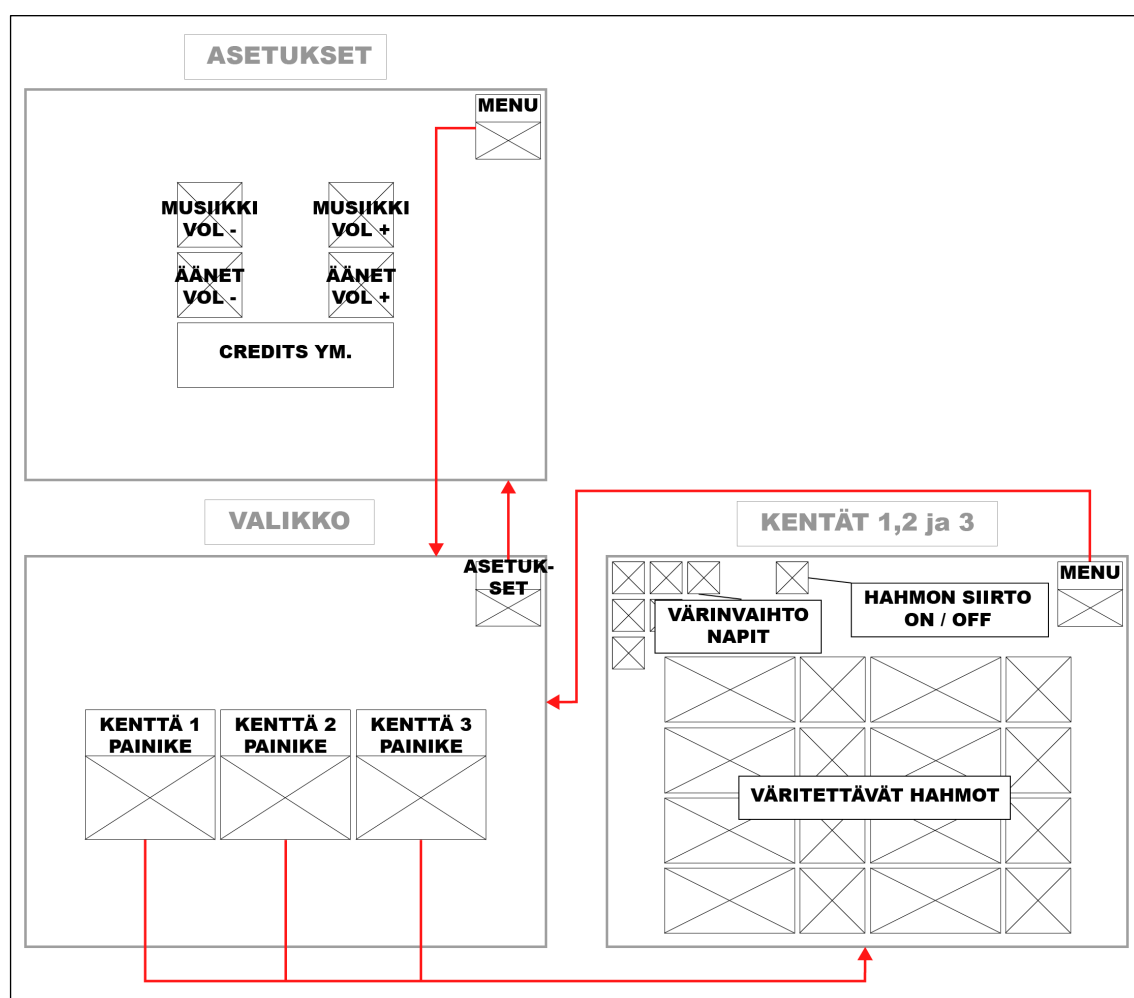 ASETUKSET
MENU
MUSIIKKI
VOL -
MUSIIKKI
VOL +
ÄÄNET
VOL -
ÄÄNET
VOL +
CREDITS YM.
VALIKKO
ASETUK-
SET
KENTTÄ 1
PAINIKE
KENTTÄ 2
PAINIKE
KENTTÄ 3
PAINIKE
KENTÄT 1,2 ja 3
MENU
VÄRINVAIHTO
NAPIT
HAHMON SIIRTO
ON / OFF
VÄRITETTÄVÄT HAHMOT